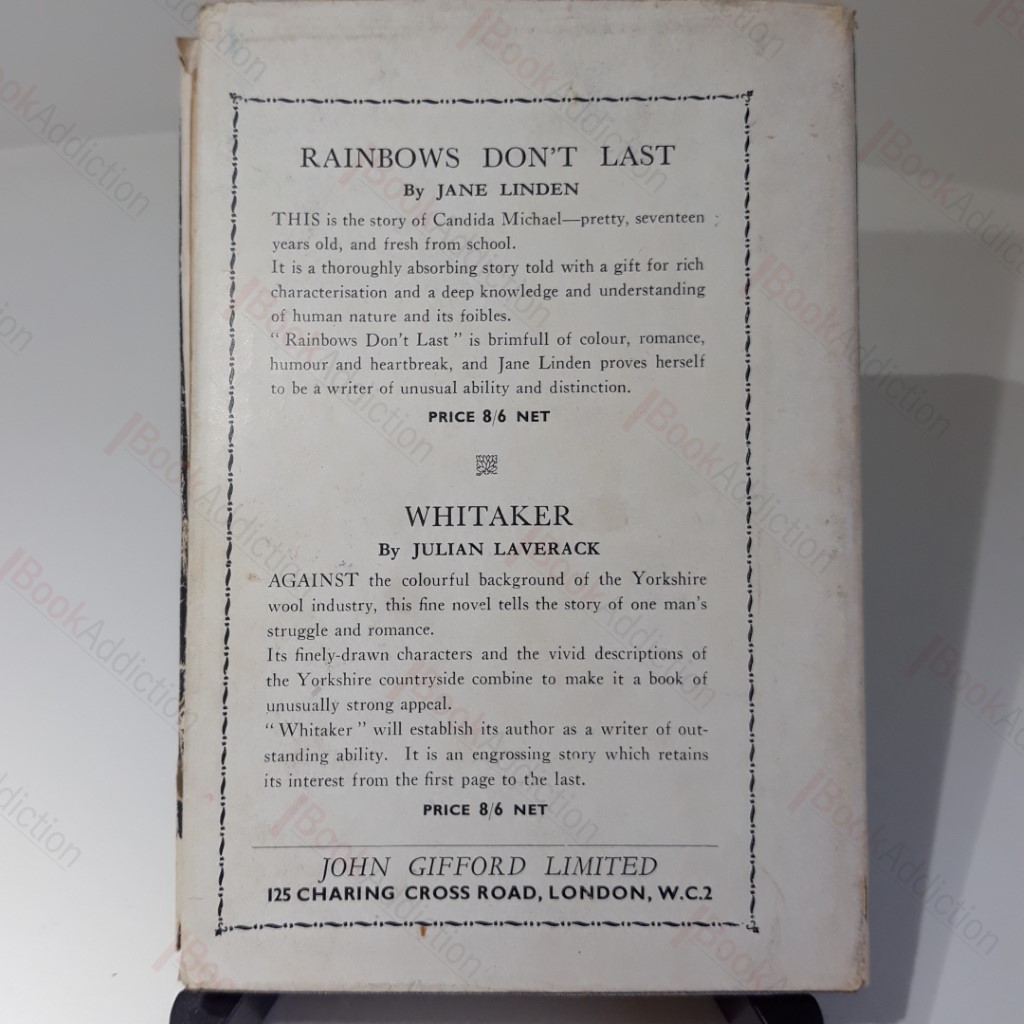 RAINBOWS DON'T LAST
By JANE LINDEN
THIS is the story of Candida Michael—pretty, seventeen
years old, and fresh from school.
It is a thoroughly absorbing story told with a gift for rich
characterisation and a deep knowledge and understanding
of human nature and its foibles.
" Rainbows Don't Last " is brimfull of colour, romance,
humour and heartbreak, and Jane Linden proves herself
to be a writer of unusual ability and distinction.
PRICE 8/6 NET
WHITAKER
By JULIAN LAVERACK
AGAINST the colourful background of the Yorkshire
wool industry, this fine novel tells the story of one man's
struggle and romance.
Its finely-drawn characters and the vivid descriptions of
the Yorkshire countryside combine to make it a book of
unusually strong appeal.
" Whitaker " will establish its author as a writer of out-
standing ability. It is an engrossing story which retains
its interest from the first page to the last.
PRICE 8/6 NET
JOHN GIFFORD LIMITED
125 CHARING CROSS ROAD, LONDON, W.C.2
BookAddiction